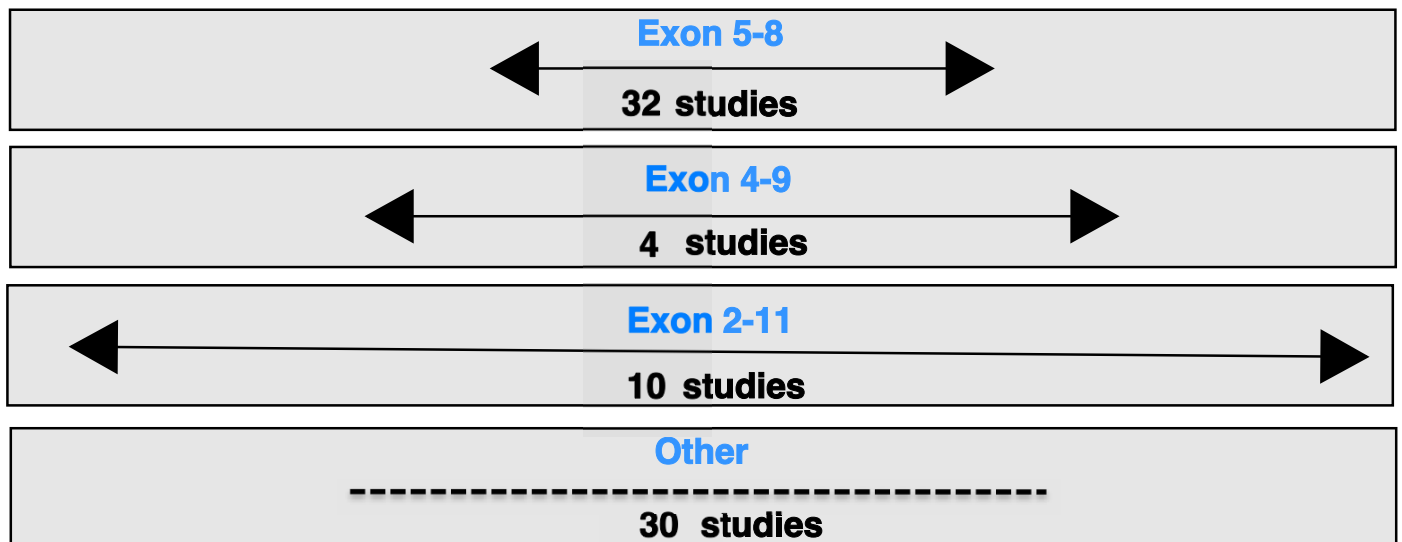 Exon 5-8
32 studies
Exon 4-9
4 studies
Exon 2-11
10 studies
Other
30 studies